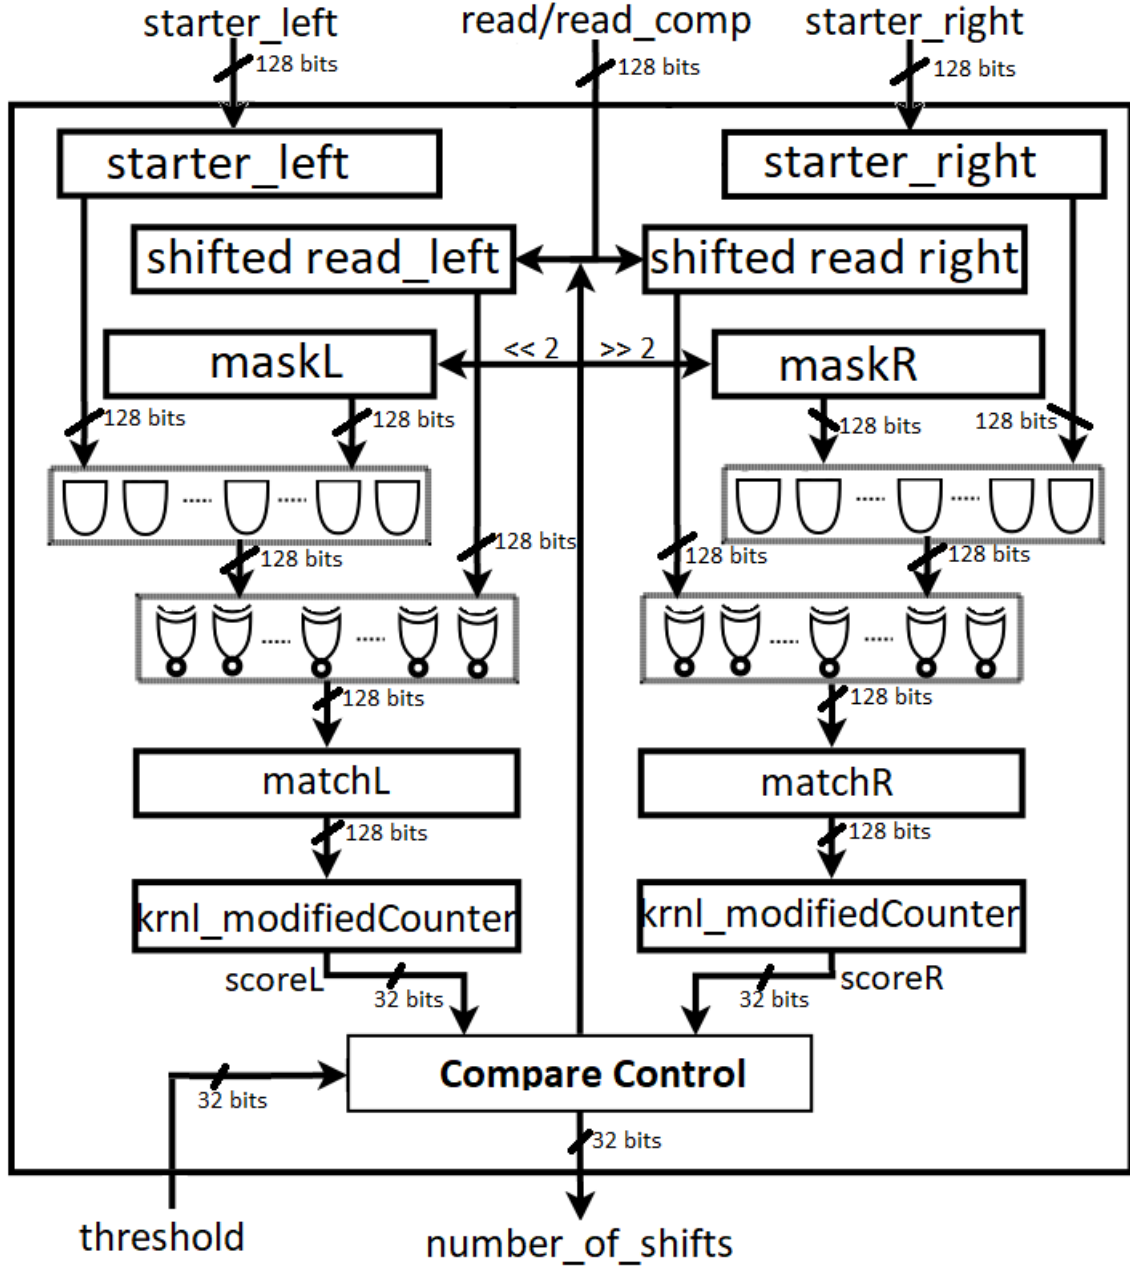 starter_left
read/read_comp
starter_right
128 bits
128 bits
128 bits
starter_left
starter_right
shifted read_left
shifted read right
maskL
<< 2
>> 2
maskR
128 bits
128 bits
128 bits
128 bits
128 bits
128 bits
128 bits
128 bits
128 bits
128 bits
matchL
matchR
128 bits
128 bits
krnl_modifiedCounter
krnl_modifiedCounter
scoreL
32 bits
32 bits
scoreR
Compare Control
32 bits
32 bits
threshold
number_of_shifts